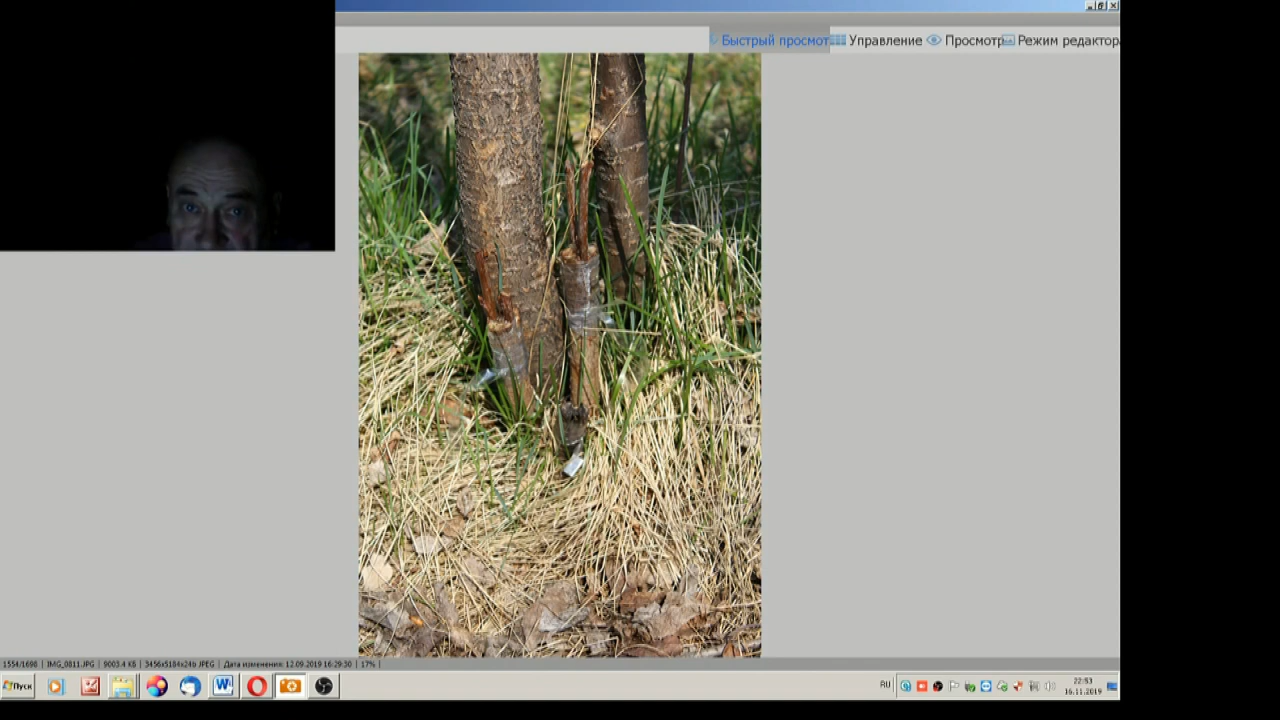 Быстрый просмот Управление Просмотр Режим редактор
1554/1698 IMG_0811.JPG 9003.4 КБ 3456x5184x24b JPEG Дата изменения: 12.09.2019 16:29:30 17%
Пуск RU 22:53
16.11.2019